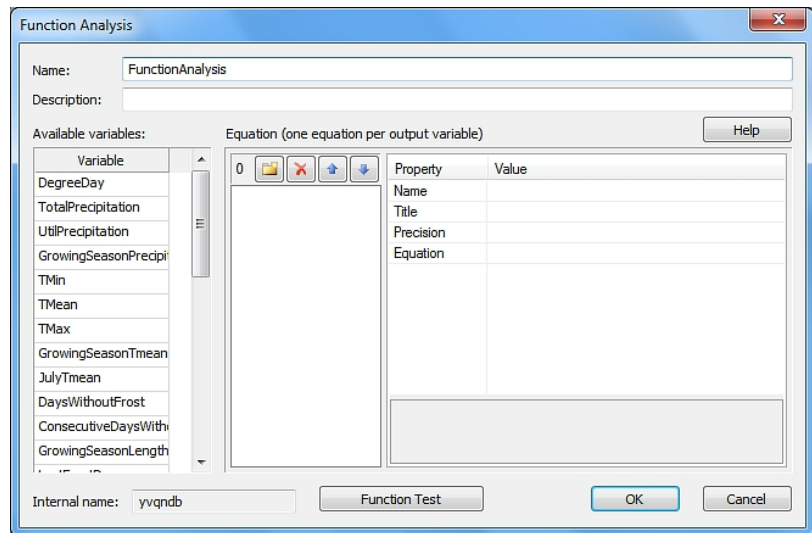 Function Analysis
Name: FunctionAnalysis
Description:
Help
Available variables: Equation (one equation per output variable)
Variable
DegreeDay
TotalPrecipitation
UtilPrecipitation
TMin
TMean
TMax
GrowingSeasonTmean
JulyTmean
DaysWithoutFrost
GrowingSeasonLength
0
Property Value
Name
Title
Precision
Equation
Internal name: yvqndb
Function Test
OK
Cancel